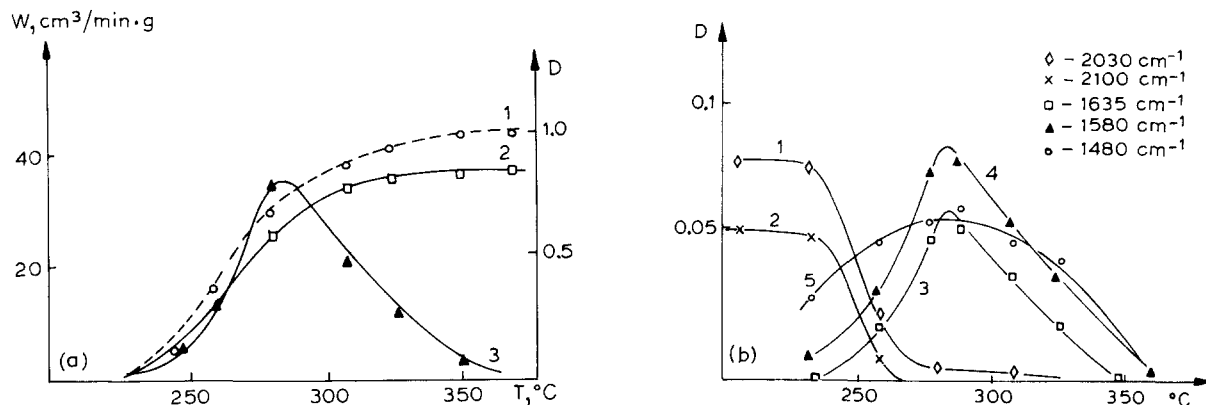 W, cm³/min·g
D
40
20
1.0
0.5
1
2
3
(a)
250
300
350
T, °C
D
0.1
0.05
1
2
3
4
5
(b)
◇ – 2030 cm⁻¹
× – 2100 cm⁻¹
□ – 1635 cm⁻¹
▲ – 1580 cm⁻¹
○ – 1480 cm⁻¹
250
300
350
°C